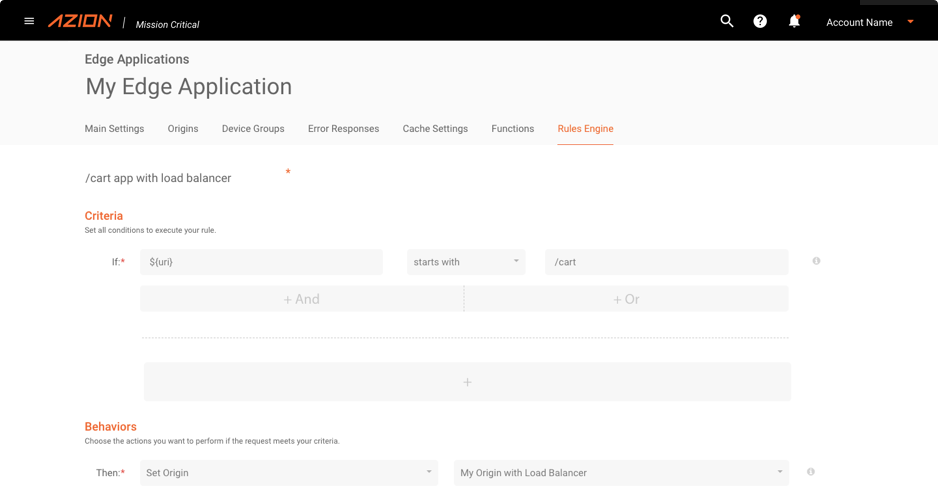 AZION | Mission Critical
Account Name
Edge Applications
My Edge Application
Main Settings Origins Device Groups Error Responses Cache Settings Functions Rules Engine
/cart app with load balancer *
Criteria
Set all conditions to execute your rule.
If:* ${uri} starts with /cart
+ And + Or
+
Behaviors
Choose the actions you want to perform if the request meets your criteria.
Then:* Set Origin My Origin with Load Balancer